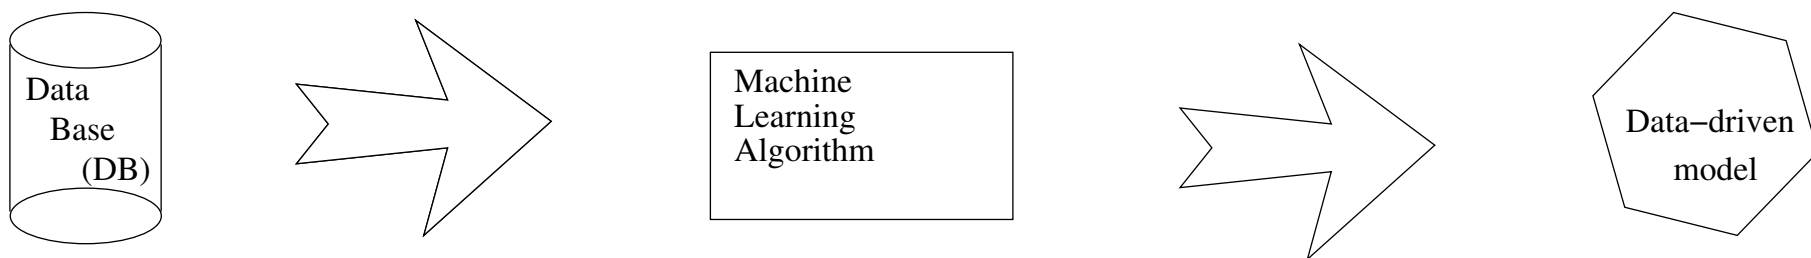 Data
Base
(DB)
Machine
Learning
Algorithm
Data−driven
model